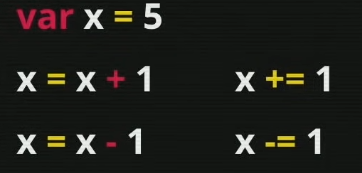 var x = 5
x = x + 1 x += 1
x = x - 1 x -= 1